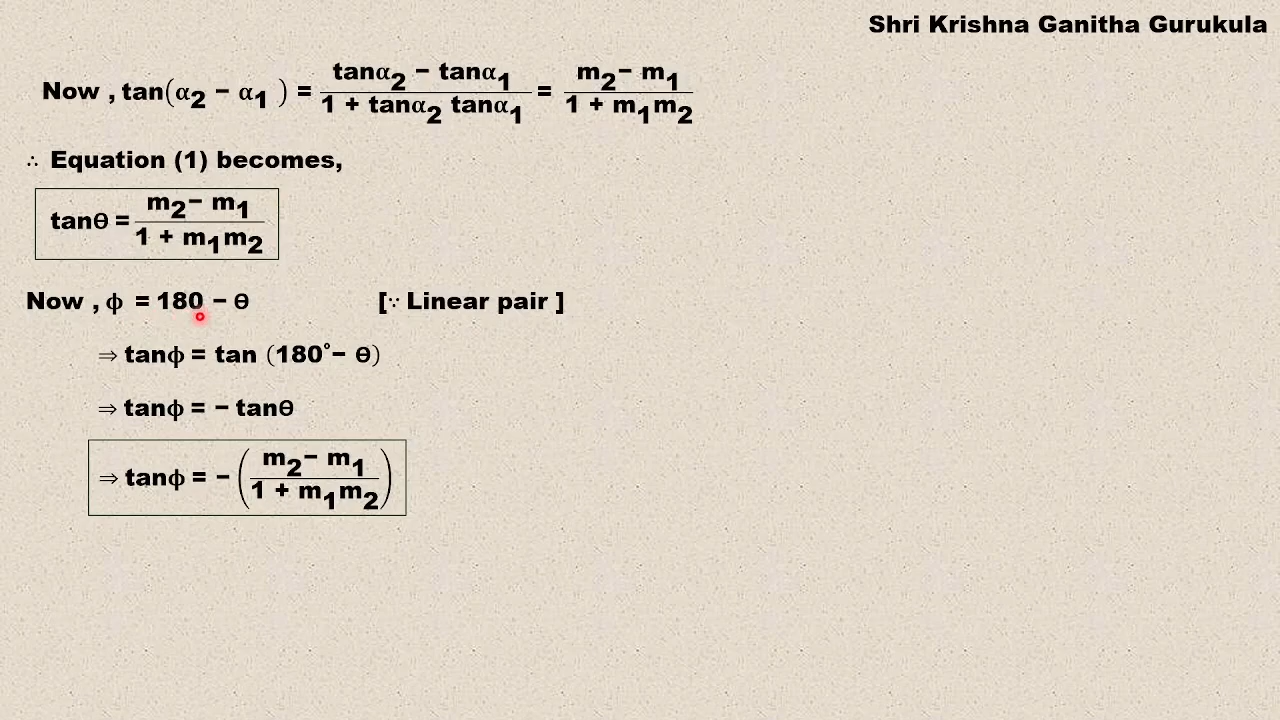 Shri Krishna Ganitha Gurukula
Now , tan(α₂ − α₁ ) = (tanα₂ − tanα₁)/(1 + tanα₂ tanα₁) = (m₂− m₁)/(1 + m₁m₂)
∴ Equation (1) becomes,
tanθ = (m₂− m₁)/(1 + m₁m₂)
Now , ϕ = 180 − θ [∵ Linear pair ]
⇒ tanϕ = tan (180°− θ)
⇒ tanϕ = − tanθ
⇒ tanϕ = − ((m₂− m₁)/(1 + m₁m₂))